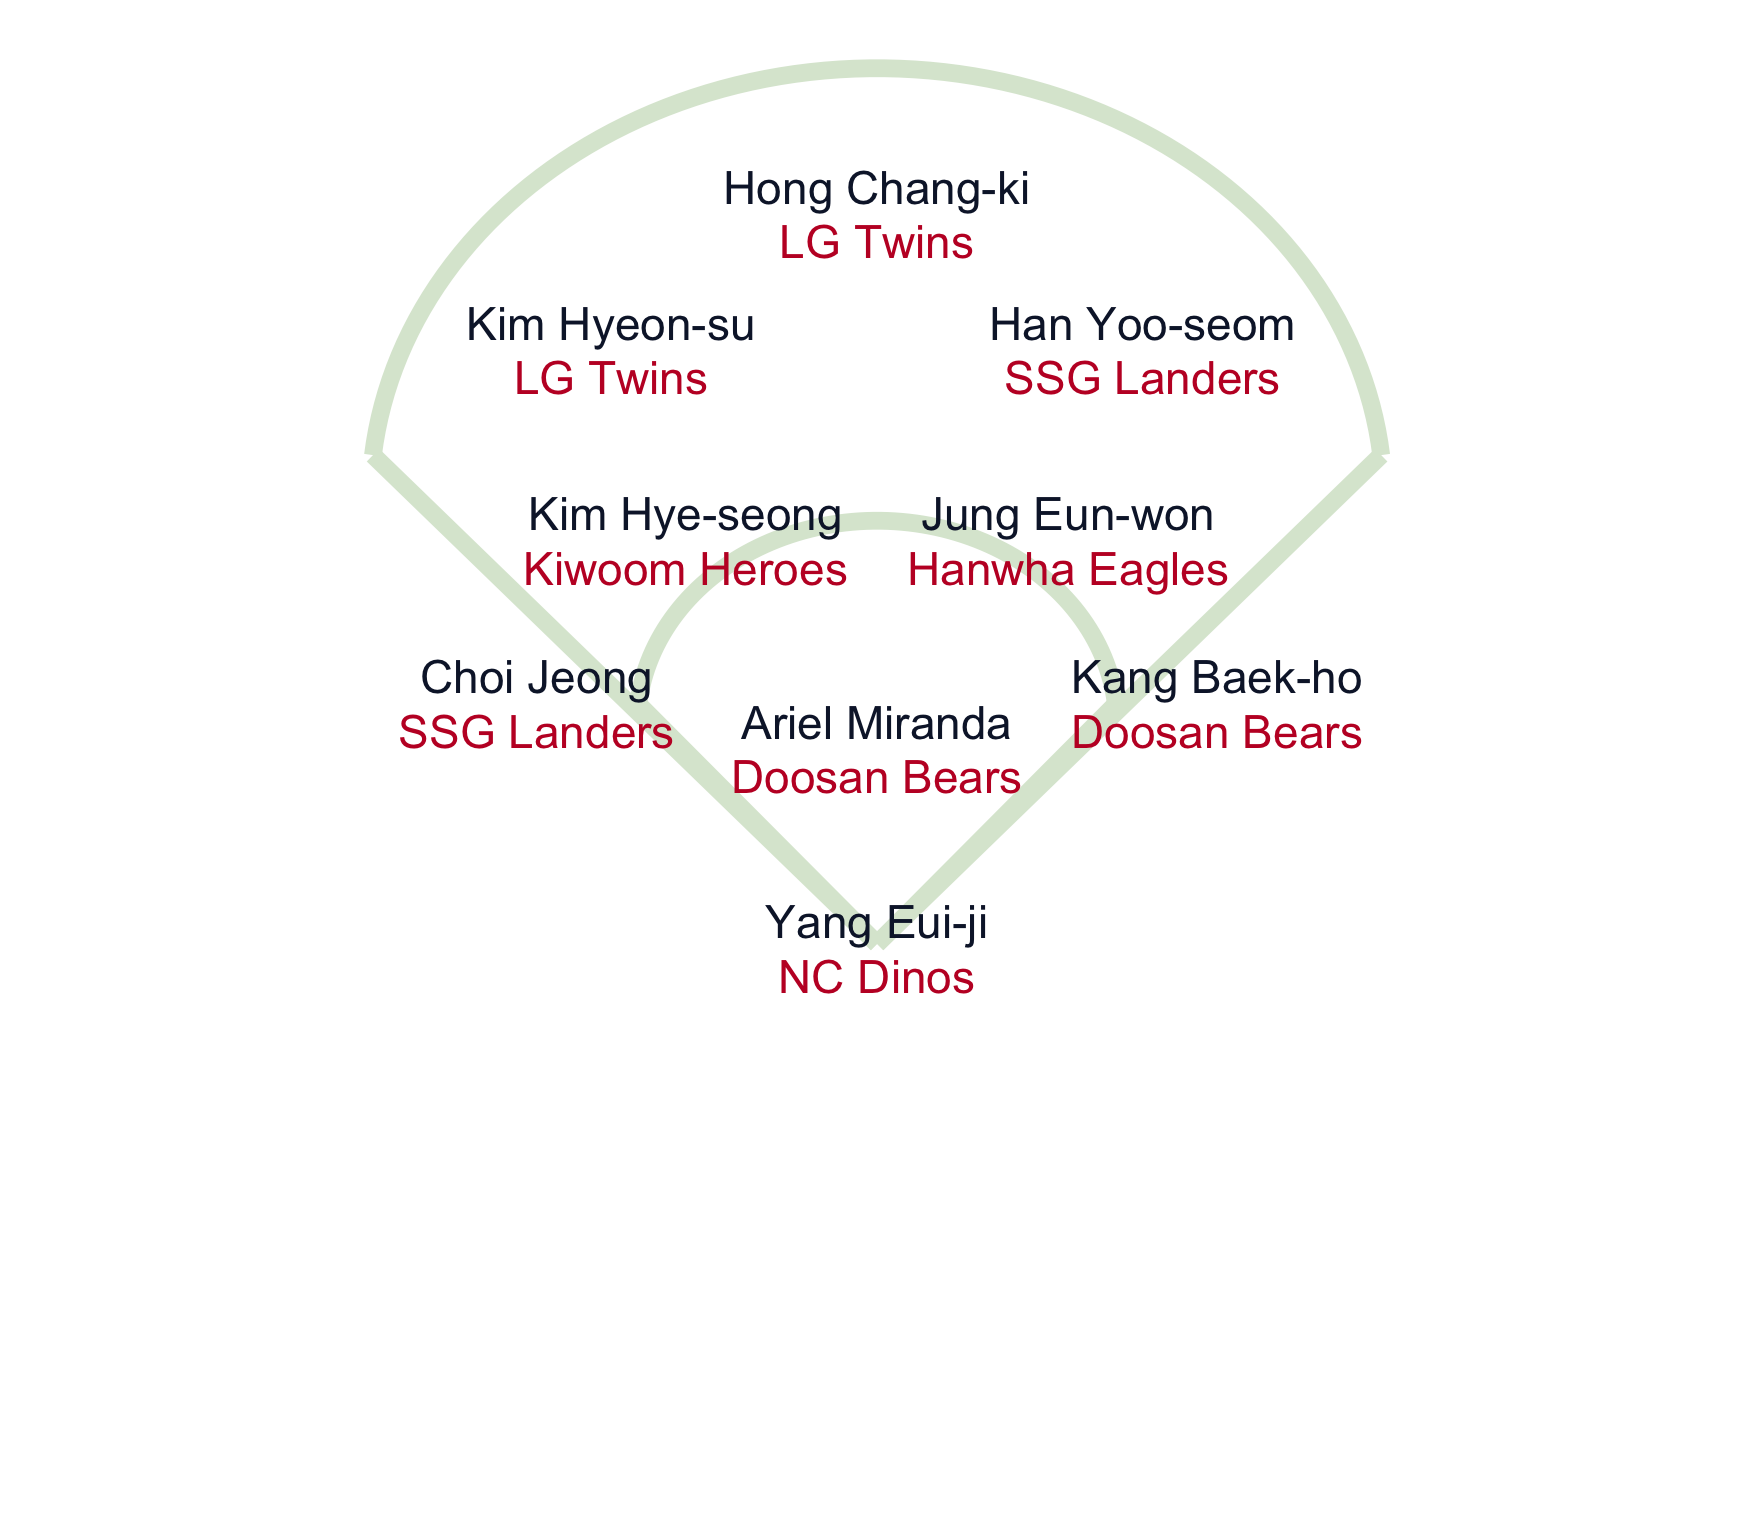 Hong Chang-ki
LG Twins
Kim Hyeon-su
LG Twins
Han Yoo-seom
SSG Landers
Kim Hye-seong
Kiwoom Heroes
Jung Eun-won
Hanwha Eagles
Choi Jeong
SSG Landers
Ariel Miranda
Doosan Bears
Kang Baek-ho
Doosan Bears
Yang Eui-ji
NC Dinos